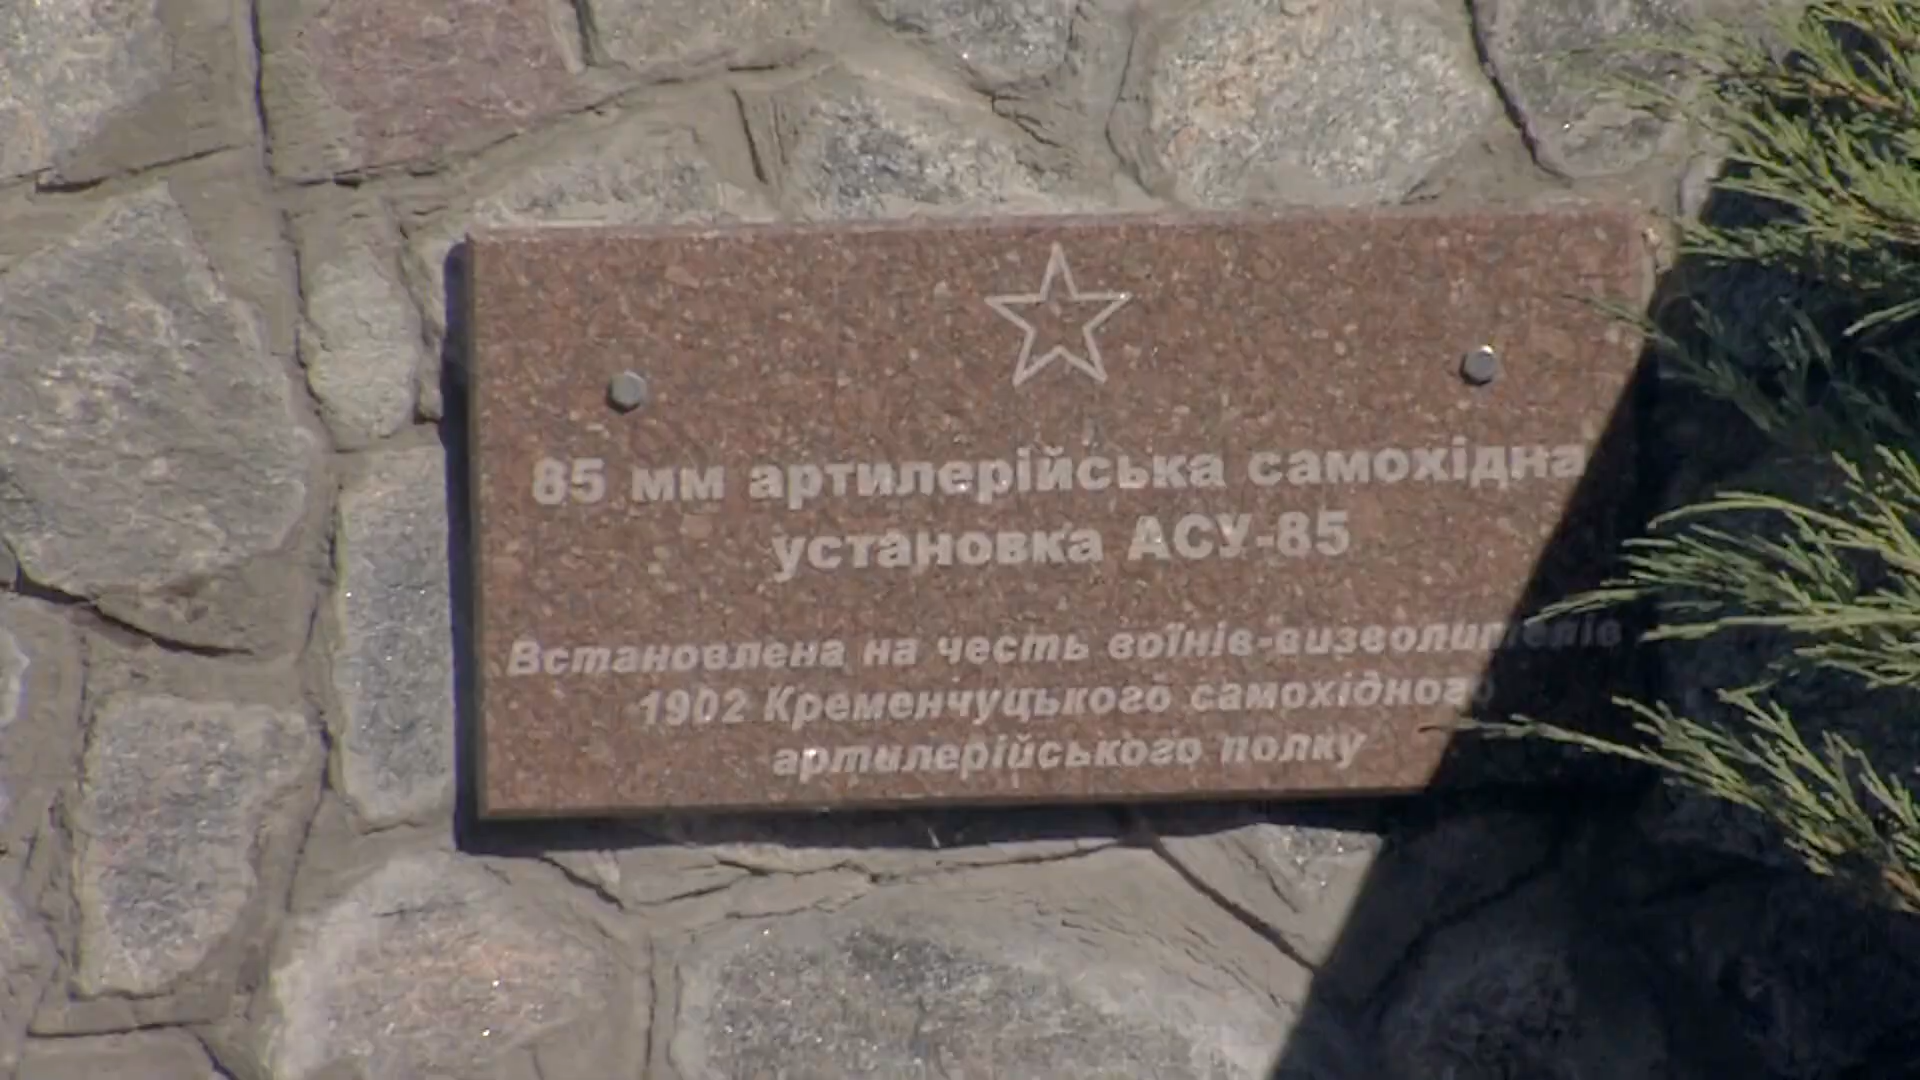 85 мм артилерійська самохідна
установка АСУ-85
Встановлена на честь воїнів-визволителів
1902 Кременчуцького самохідного
артилерійського полку